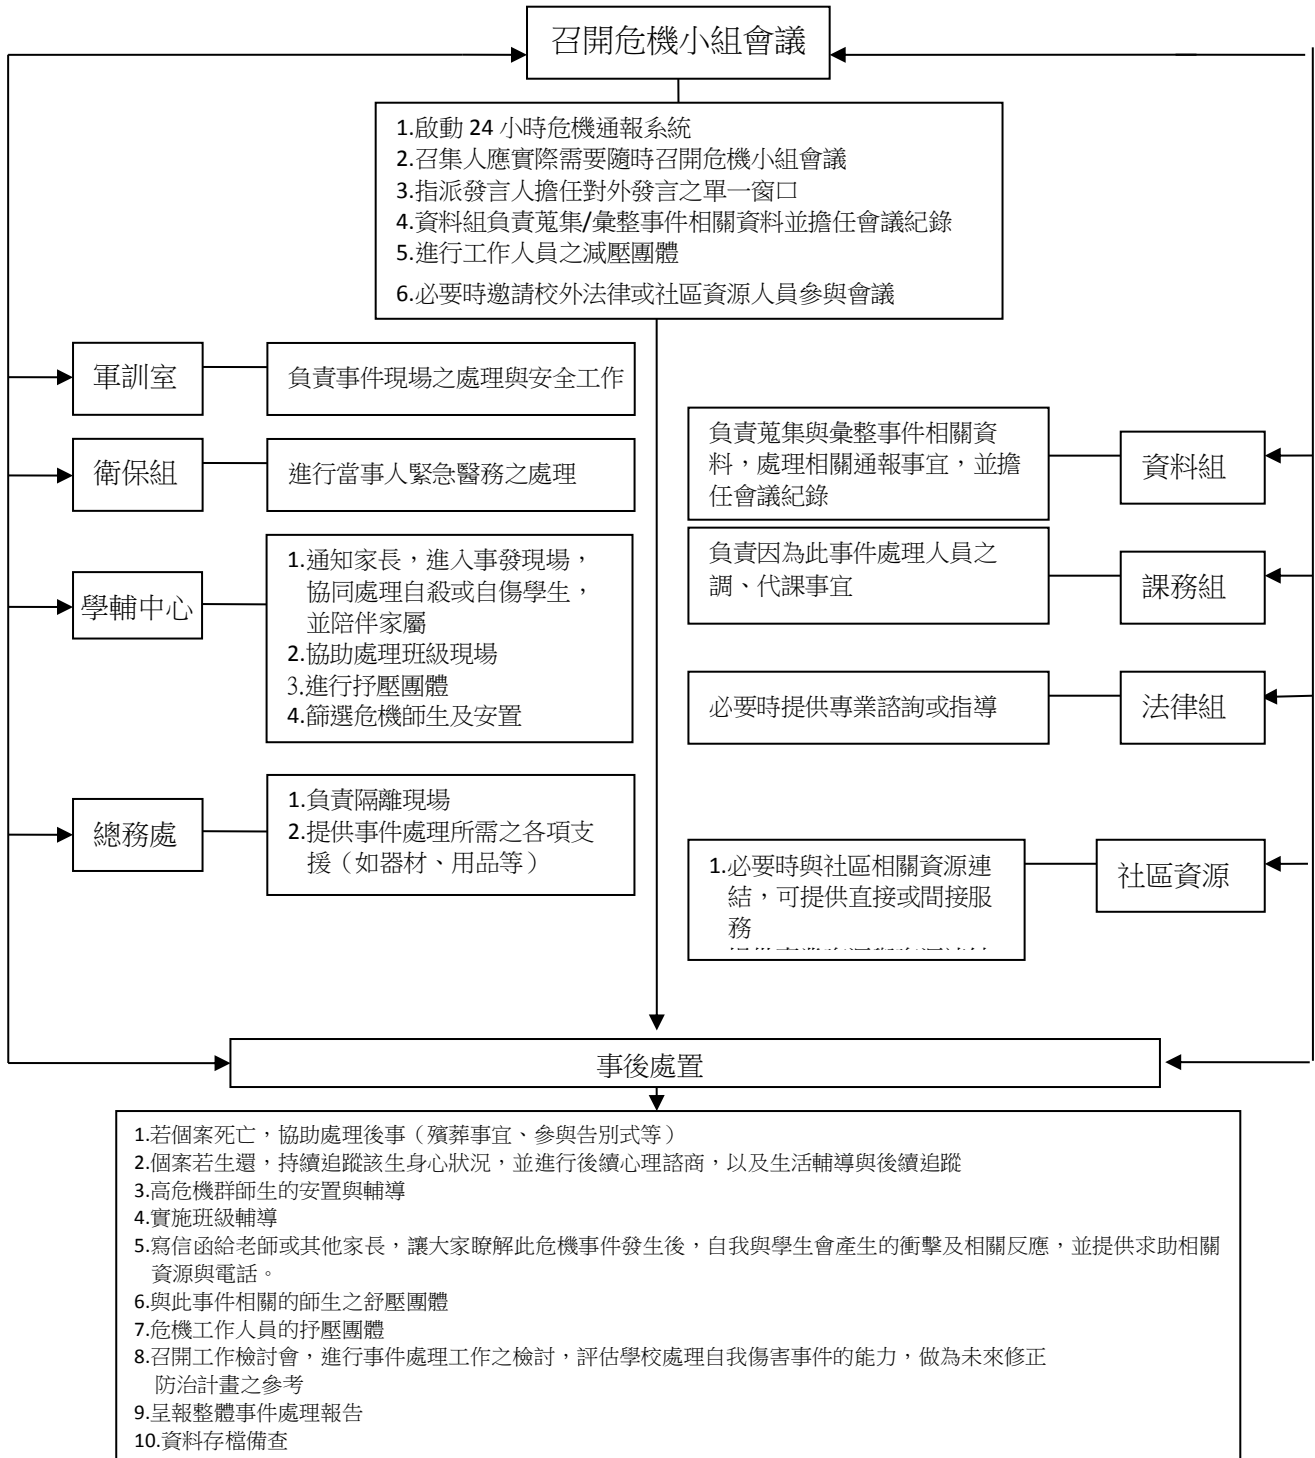 召開危機小組會議
1.啟動 24 小時危機通報系統
2.召集人應實際需要隨時召開危機小組會議
3.指派發言人擔任對外發言之單一窗口
4.資料組負責蒐集/彙整事件相關資料並擔任會議紀錄
5.進行工作人員之減壓團體
6.必要時邀請校外法律或社區資源人員參與會議
軍訓室
負責事件現場之處理與安全工作
衛保組
進行當事人緊急醫務之處理
學輔中心
1.通知家長，進入事發現場，
協同處理自殺或自傷學生，
並陪伴家屬
2.協助處理班級現場
3.進行抒壓團體
4.篩選危機師生及安置
總務處
1.負責隔離現場
2.提供事件處理所需之各項支
援（如器材、用品等）
負責蒐集與彙整事件相關資
料，處理相關通報事宜，並擔
任會議紀錄
資料組
負責因為此事件處理人員之
調、代課事宜
課務組
必要時提供專業諮詢或指導
法律組
1.必要時與社區相關資源連
結，可提供直接或間接服
務
社區資源
事後處置
1.若個案死亡，協助處理後事（殯葬事宜、參與告別式等）
2.個案若生還，持續追蹤該生身心狀況，並進行後續心理諮商，以及生活輔導與後續追蹤
3.高危機群師生的安置與輔導
4.實施班級輔導
5.寫信函給老師或其他家長，讓大家瞭解此危機事件發生後，自我與學生會產生的衝擊及相關反應，並提供求助相關
資源與電話。
6.與此事件相關的師生之舒壓團體
7.危機工作人員的抒壓團體
8.召開工作檢討會，進行事件處理工作之檢討，評估學校處理自我傷害事件的能力，做為未來修正
防治計畫之參考
9.呈報整體事件處理報告
10.資料存檔備查